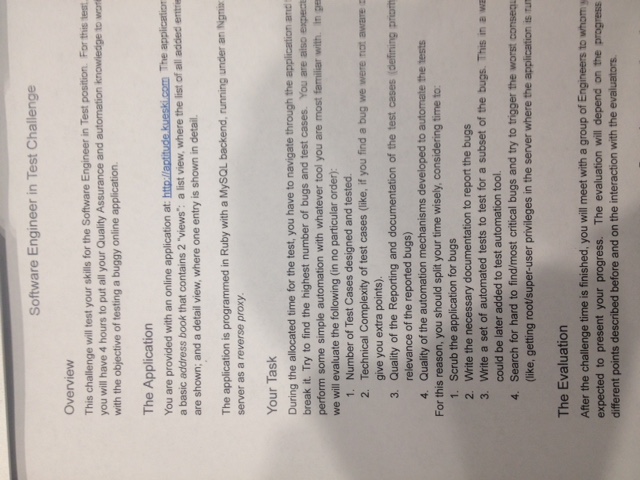 Software Engineer in Test Challenge
Overview
This challenge will test your skills for the Software Engineer in Test position. For this test,
you will have 4 hours to put all your Quality Assurance and automation knowledge to
with the objective of testing a buggy online application.
The Application
You are provided with an online application at: http://aptitude.kueski.com The
a basic address book that contains 2 "views": a list view, where the list of all added
are shown; and a detail view, where one entry is shown in detail.
The application is programmed in Ruby with a MySQL backend, running under an
server as a reverse proxy.
Your Task
During the allocated time for the test, you have to navigate through the application and
break it. Try to find the highest number of bugs and test cases. You are also
perform some simple automation with whatever tool you are most familiar with. In
we will evaluate the following (in no particular order):
1. Number of Test Cases designed and tested.
2. Technical Complexity of test cases (like, if you find a bug we were not aware
give you extra points).
3. Quality of the Reporting and documentation of the test cases (defining
relevance of the reported bugs)
4. Quality of the automation mechanisms developed to automate the tests
For this reason, you should split your time wisely, considering time to:
1. Scrub the application for bugs
2. Write the necessary documentation to report the bugs
3. Write a set of automated tests to test for a subset of the bugs. This in a
could be later added to test automation tool.
4. Search for hard to find/most critical bugs and try to trigger the worst
(like, getting root/super-user privileges in the server where the application is
The Evaluation
After the challenge time is finished, you will meet with a group of Engineers to whom
expected to present your progress. The evaluation will depend on the progress
different points described before and on the interaction with the evaluators.